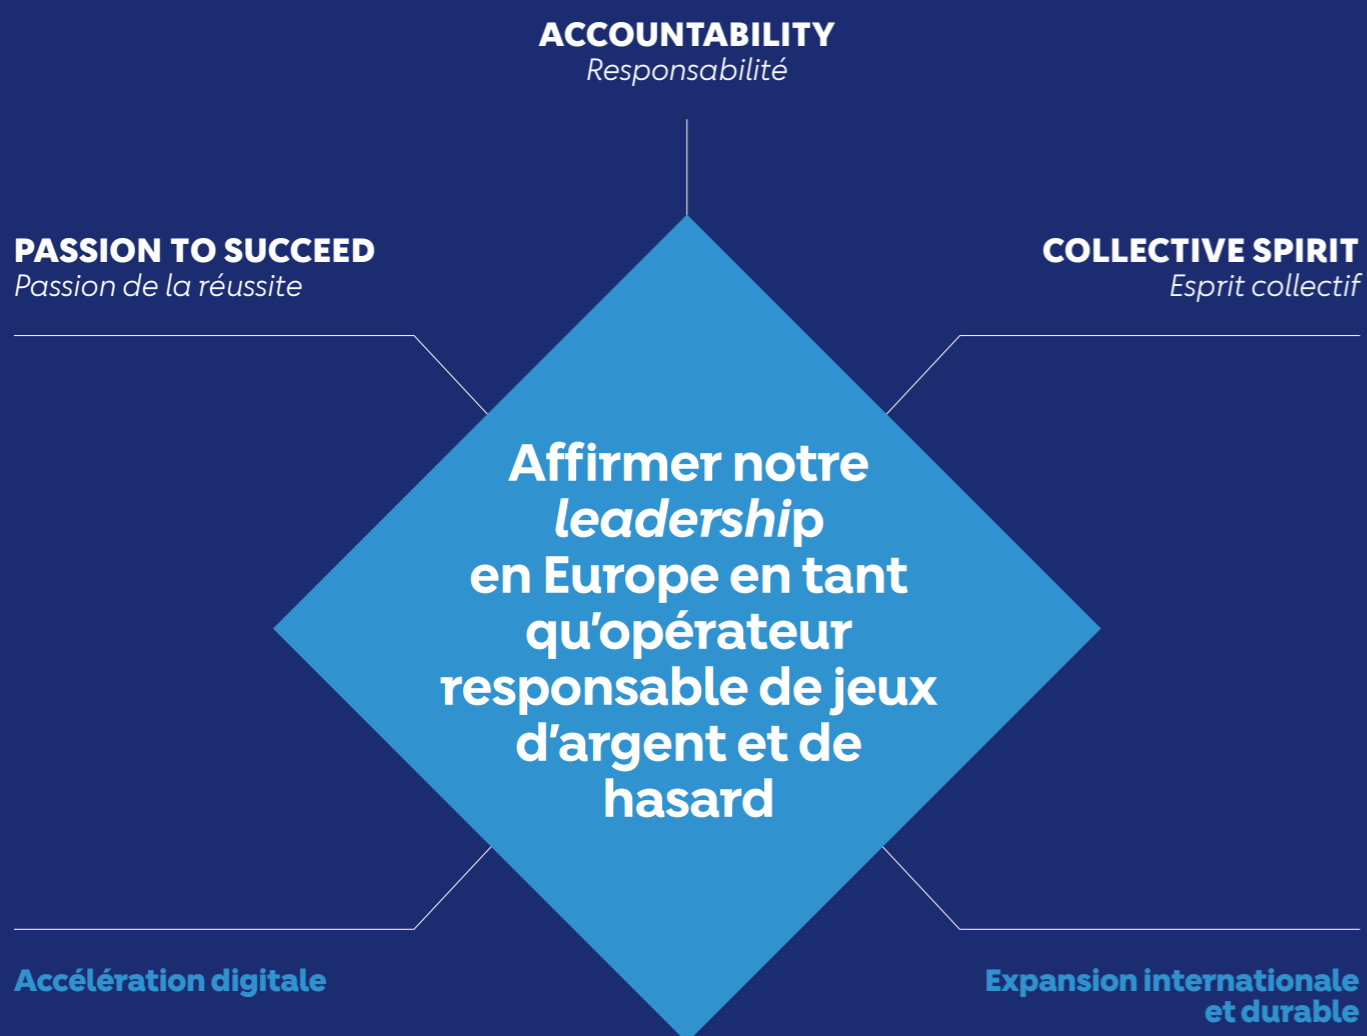 ACCOUNTABILITY
Responsabilité
PASSION TO SUCCEED
Passion de la réussite
COLLECTIVE SPIRIT
Esprit collectif
Affirmer notre
leadership
en Europe en tant
qu’opérateur
responsable de jeux
d’argent et de
hasard
Accélération digitale
Expansion internationale
et durable